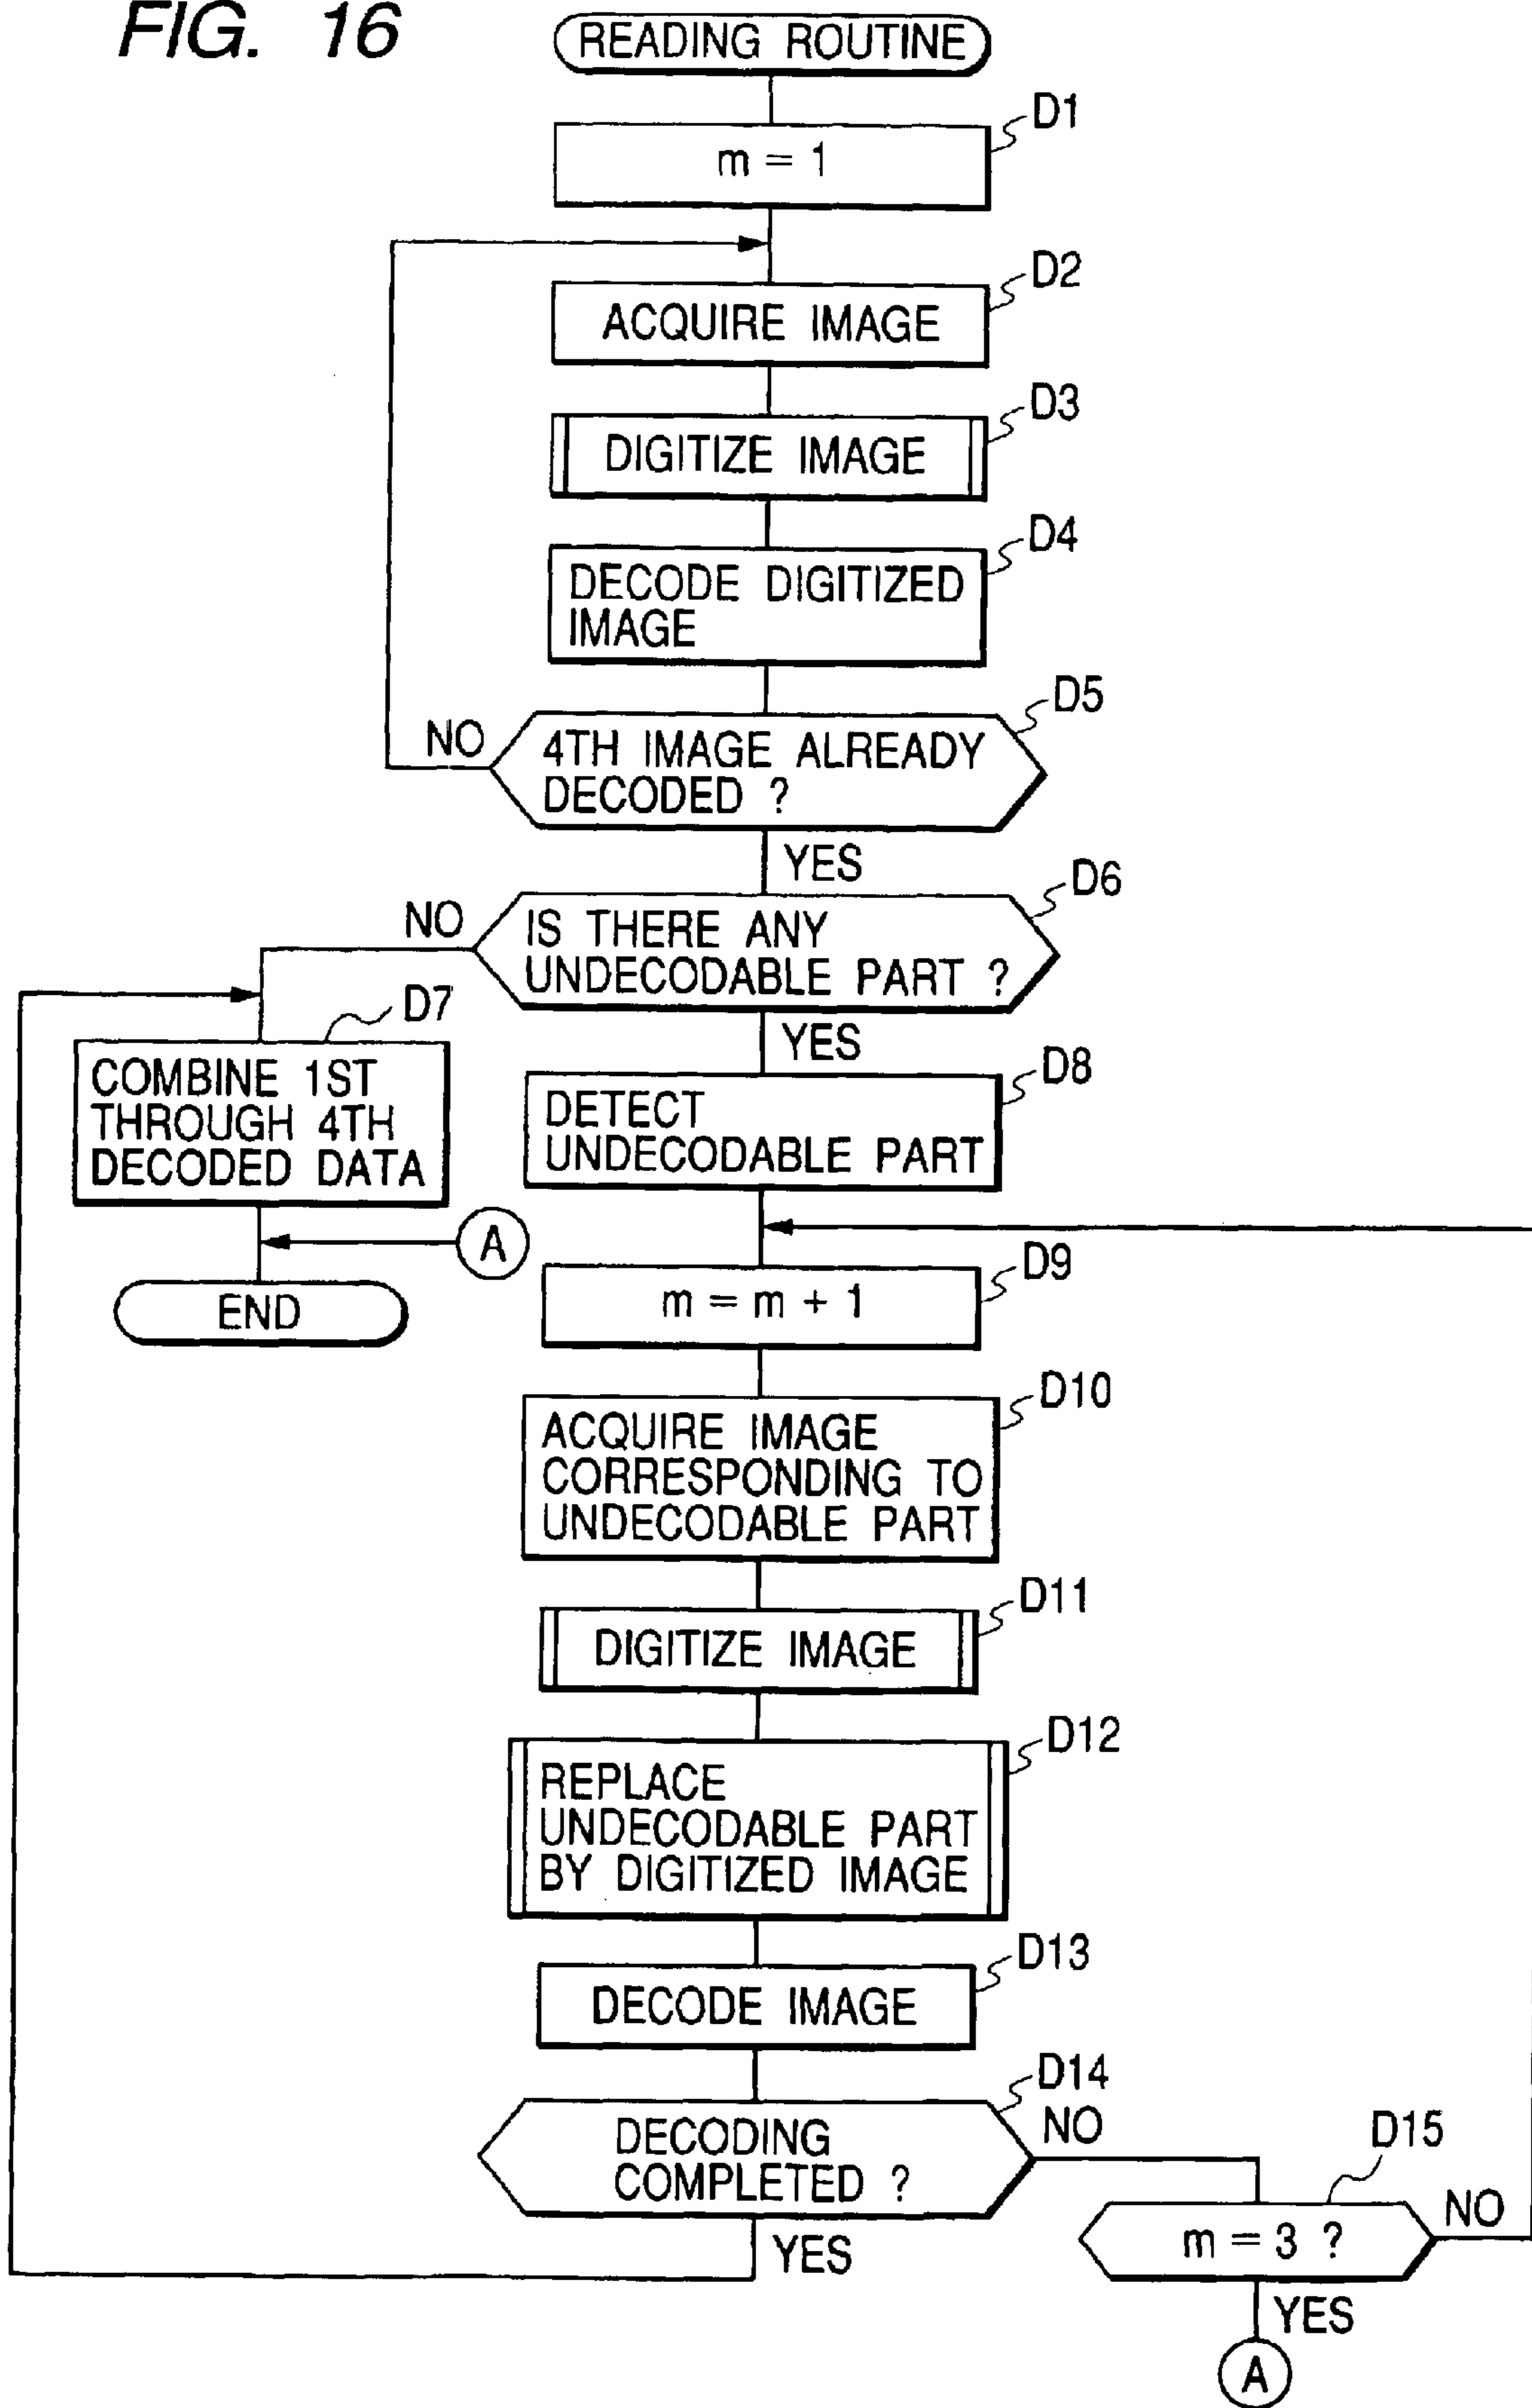 FIG. 16
READING ROUTINE
D1
m = 1
D2
ACQUIRE IMAGE
D3
DIGITIZE IMAGE
D4
DECODE DIGITIZED
IMAGE
D5
NO
4TH IMAGE ALREADY
DECODED ?
YES
D6
NO
IS THERE ANY
UNDECODABLE PART ?
D7
YES
COMBINE 1ST
THROUGH 4TH
DECODED DATA
D8
DETECT
UNDECODABLE PART
A
END
D9
m = m + 1
D10
ACQUIRE IMAGE
CORRESPONDING TO
UNDECODABLE PART
D11
DIGITIZE IMAGE
D12
REPLACE
UNDECODABLE PART
BY DIGITIZED IMAGE
D13
DECODE IMAGE
D14
DECODING
COMPLETED ?
NO
D15
YES
m = 3 ?
NO
YES
A